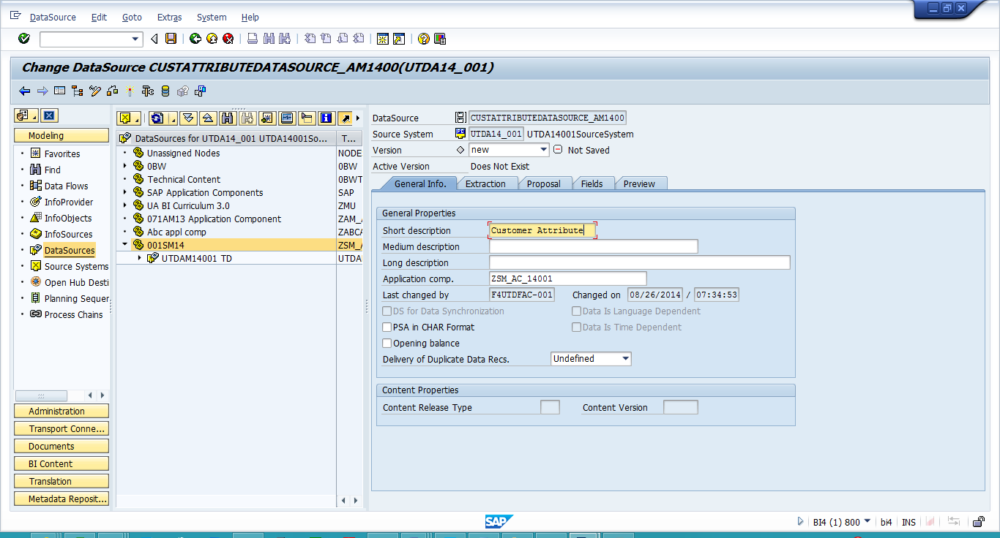 DataSource Edit Goto Extras System Help
Change DataSource CUSTATTRIBUTEDATASOURCE_AM1400(UTDA14_001)
Modeling
Favorites
Find
Data Flows
InfoProvider
InfoObjects
InfoSources
DataSources
Source Systems
Open Hub Desti
Planning Sequer
Process Chains
Administration
Transport Conne...
Documents
BI Content
Translation
Metadata Reposit...
DataSources for UTDA14_001 UTDA14001So... T...
Unassigned Nodes NODE
0BW 0BW
Technical Content 0BWT
SAP Application Components SAP
UA BI Curriculum 3.0 ZMU
071AM13 Application Component ZAM_
Abc appl comp ZABCA
001SM14 ZSM_A
UTDAM14001 TD UTDA
DataSource CUSTATTRIBUTEDATASOURCE_AM1400
Source System UTDA14_001 UTDA14001SourceSystem
Version new Not Saved
Active Version Does Not Exist
General Info. Extraction Proposal Fields Preview
General Properties
Short description Customer Attribute
Medium description
Long description
Application comp. ZSM_AC_14001
Last changed by F4UTDFAC-001 Changed on 08/26/2014 / 07:34:53
DS for Data Synchronization Data Is Language Dependent
PSA in CHAR Format Data Is Time Dependent
Opening balance
Delivery of Duplicate Data Recs. Undefined
Content Properties
Content Release Type Content Version
SAP BI4 (1) 800 bi4 INS